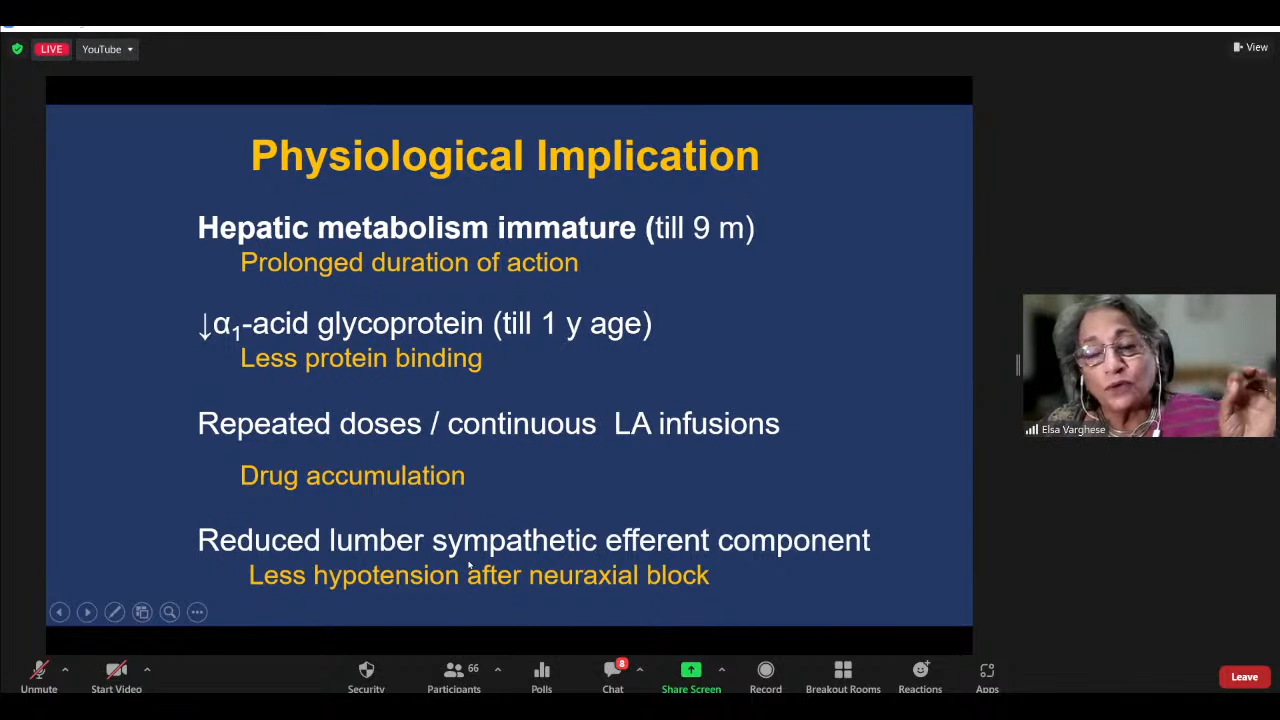 LIVE
YouTube
View
Physiological Implication
Hepatic metabolism immature (till 9 m)
Prolonged duration of action
↓α₁-acid glycoprotein (till 1 y age)
Less protein binding
Repeated doses / continuous LA infusions
Drug accumulation
Reduced lumber sympathetic efferent component
Less hypotension after neuraxial block
Elsa Varghese
Unmute
Start Video
Security
66
Participants
Polls
8
Chat
Share Screen
Record
Breakout Rooms
Reactions
Apps
Leave